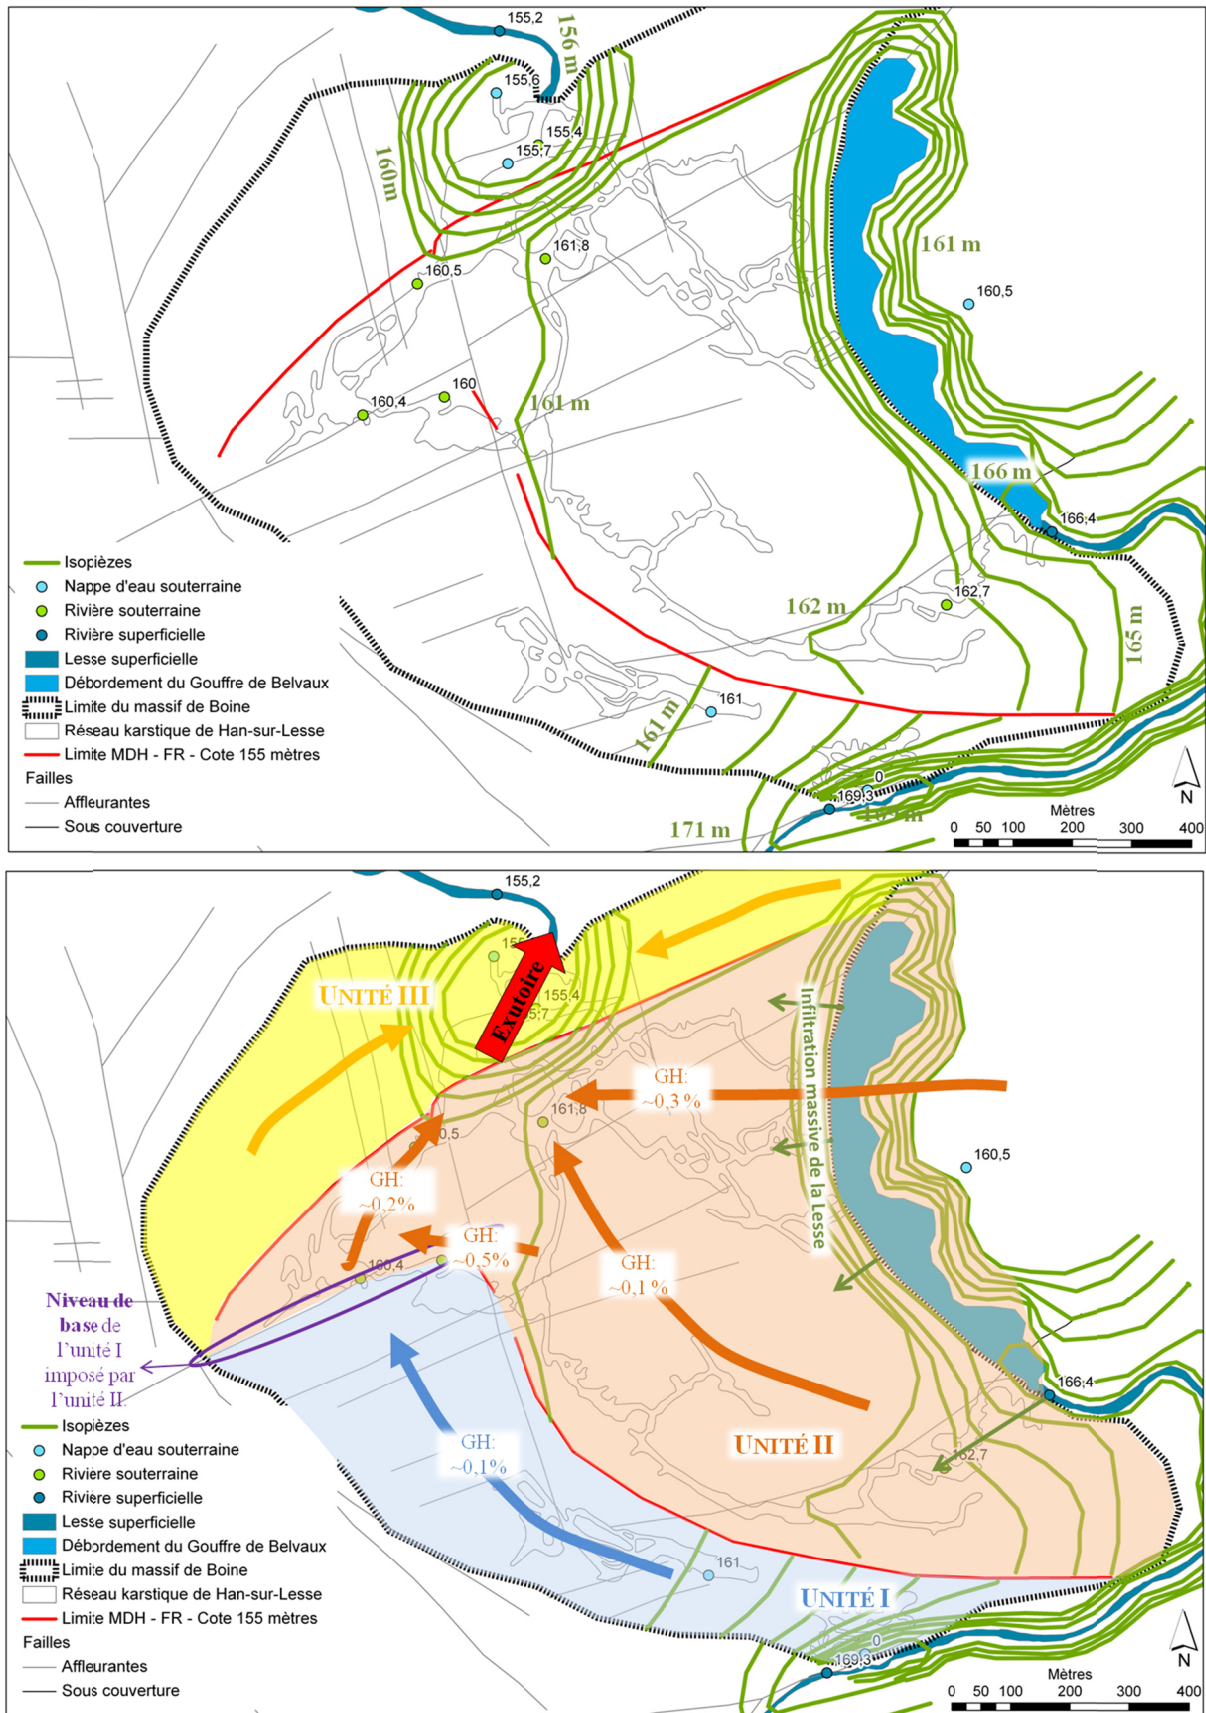 155,2
156 m
155,6
155,4
155,7
160m
161,8
160,5
161 m
160,5
160
160,4
161 m
166 m
166,4
162,7
162 m
165 m
161 m
161
0
169,3
171 m
Isopièzes
Nappe d'eau souterraine
Rivière souterraine
Rivière superficielle
Lesse superficielle
Débordement du Gouffre de Belvaux
Limite du massif de Boine
Réseau karstique de Han-sur-Lesse
Limite MDH - FR - Cote 155 mètres
Failles
Affleurantes
Sous couverture
N
Mètres
0 50 100 200 300 400
155,2
UNITÉ III
Exutoire
155,4
Infiltration massive de la Lesse
GH:
~0,3 %
161,8
160,5
GH:
~0,2%
GH:
~0,5%
160,4
GH:
~0,1%
Niveau de
base de
l'unité I
imposé par
l'unité II
166,4
UNITÉ II
162,7
GH:
~0,1%
161
UNITÉ I
0
169,3
Isopièzes
Nappe d'eau souterraine
Rivière souterraine
Rivière superficielle
Lesse superficielle
Débordement du Gouffre de Belvaux
Limite du massif de Boine
Réseau karstique de Han-sur-Lesse
Limite MDH - FR - Cote 155 mètres
Failles
Affleurantes
Sous couverture
N
Mètres
0 50 100 200 300 400